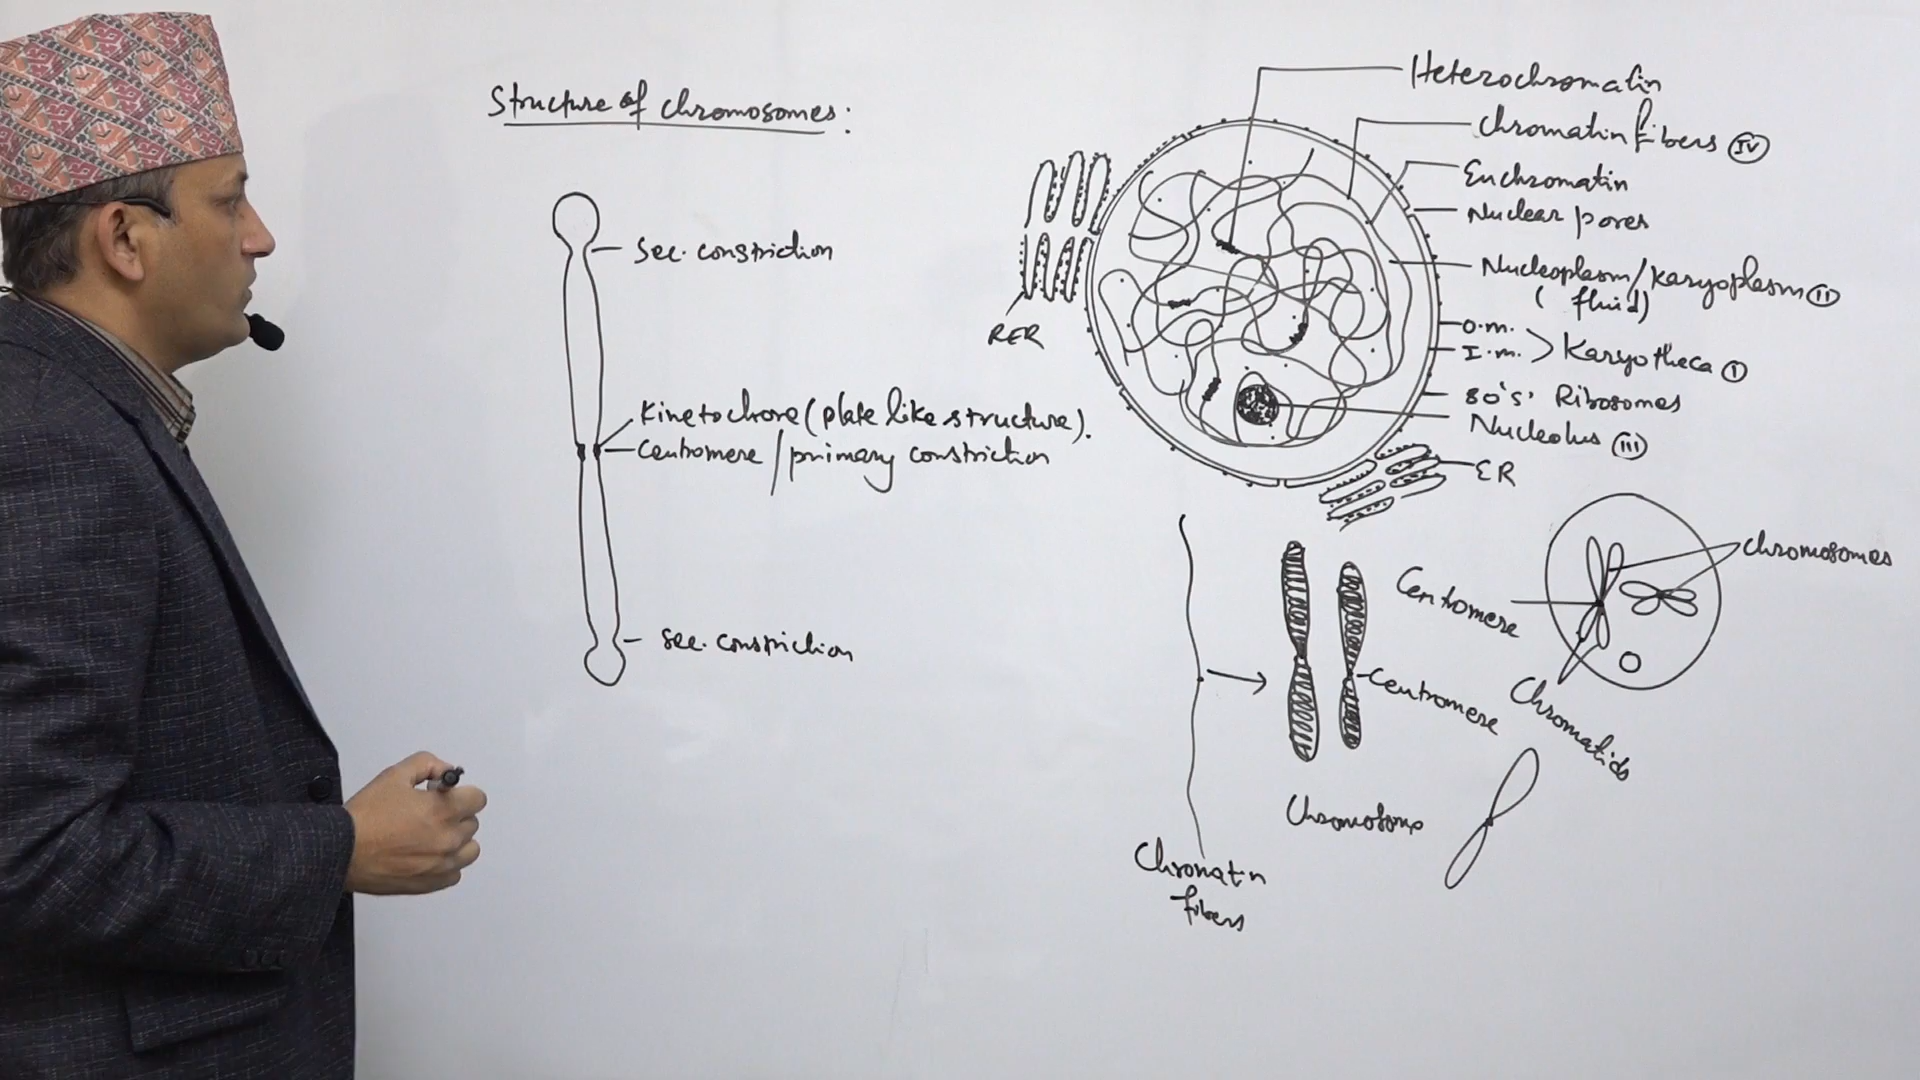 Structure of chromosomes:
Sec. constriction
Kinetochore (plate like structure).
Centromere / primary constriction
Sec. constriction
Heterochromatin
Chromatin fibers IV
Euchromatin
Nuclear pores
Nucleoplasm/Karyoplasm II
(fluid)
O.m.
I.m. > Karyotheca I
80's' Ribosomes
Nucleolus III
ER
RER
Chromosomes
Centromere
Chromatids
Centromere
Chromosome
Chromatin
fibers